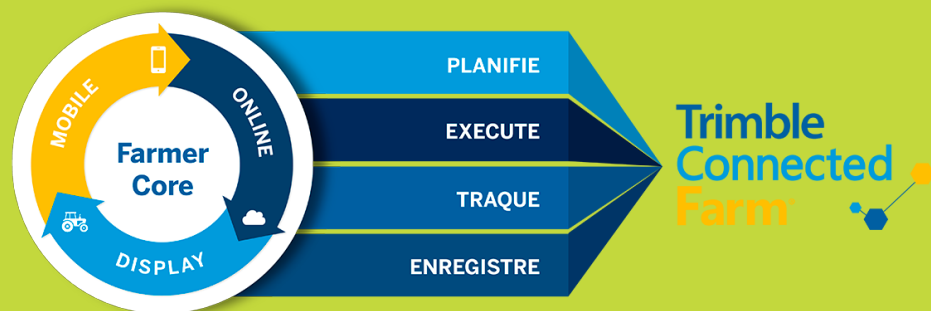 MOBILE
ONLINE
DISPLAY
Farmer
Core
PLANIFIE
EXECUTE
TRAQUE
ENREGISTRE
Trimble
Connected
Farm